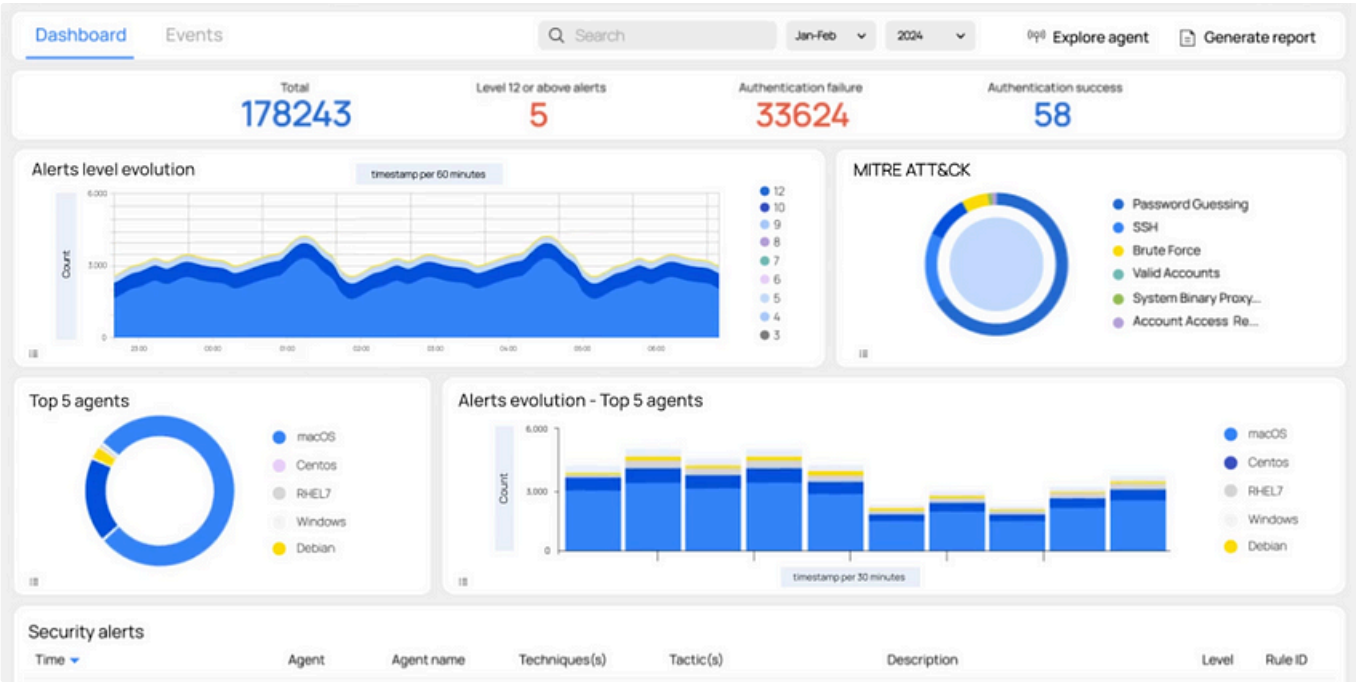 Dashboard Events Search Jan-Feb 2024 Explore agent Generate report
Total Level 12 or above alerts Authentication failure Authentication success
178243 5 33624 58
Alerts level evolution
timestamp per 60 minutes
Count
6.000
3.000
0
23:00 00:00 01:00 02:00 03:00 04:00 05:00 06:00
12
10
9
8
7
6
5
4
3
MITRE ATT&CK
Password Guessing
SSH
Brute Force
Valid Accounts
System Binary Proxy...
Account Access Re...
Top 5 agents
macOS
Centos
RHEL7
Windows
Debian
Alerts evolution - Top 5 agents
Count
6,000
3,000
0
timestamp per 30 minutes
macOS
Centos
RHEL7
Windows
Debian
Security alerts
Time Agent Agent name Techniques(s) Tactic(s) Description Level Rule ID